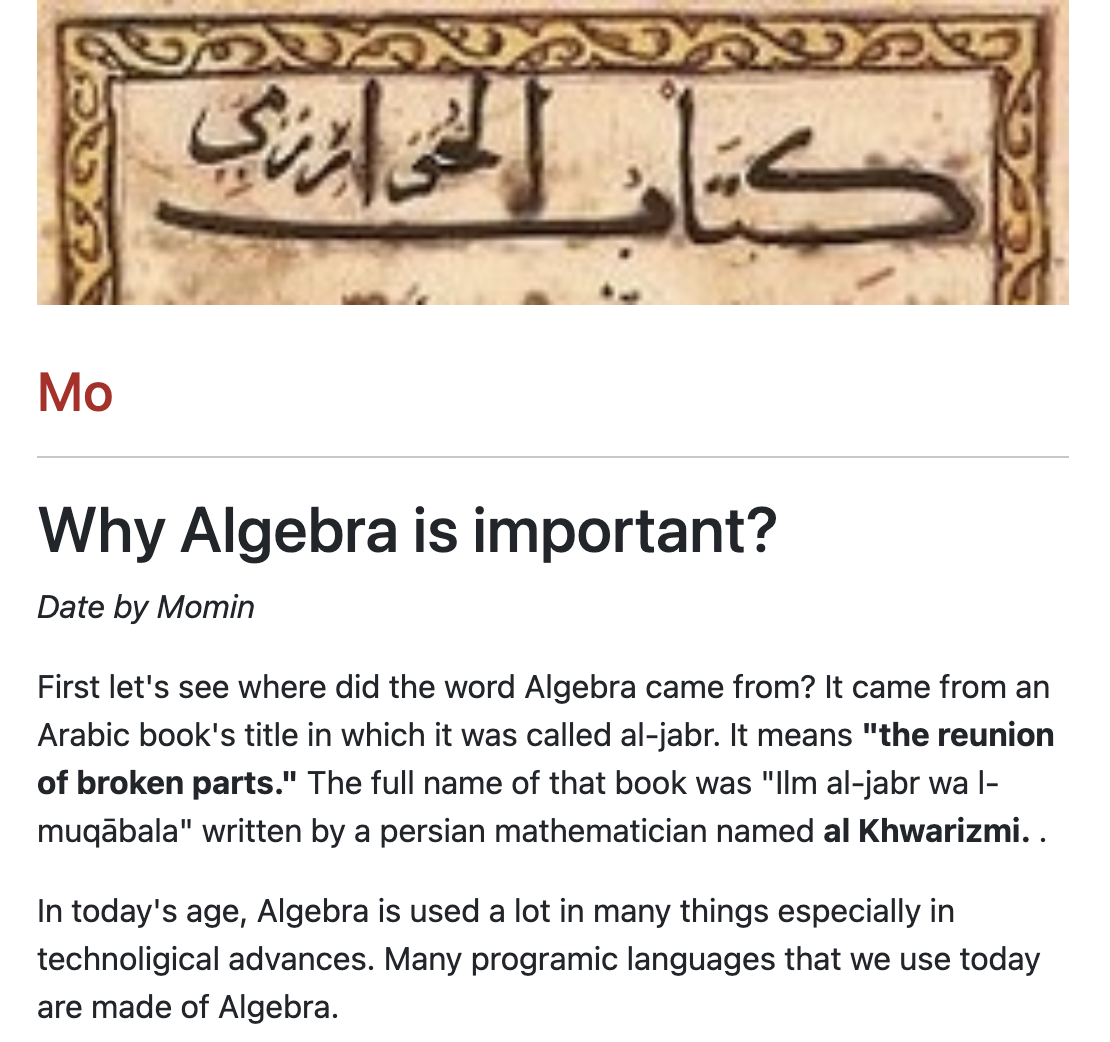 كتاب الخوارزمي
Mo
Why Algebra is important?
Date by Momin
First let's see where did the word Algebra came from? It came from an
Arabic book's title in which it was called al-jabr. It means "the reunion
of broken parts." The full name of that book was "Ilm al-jabr wa l-
muqābala" written by a persian mathematician named al Khwarizmi. .
In today's age, Algebra is used a lot in many things especially in
technoligical advances. Many programic languages that we use today
are made of Algebra.